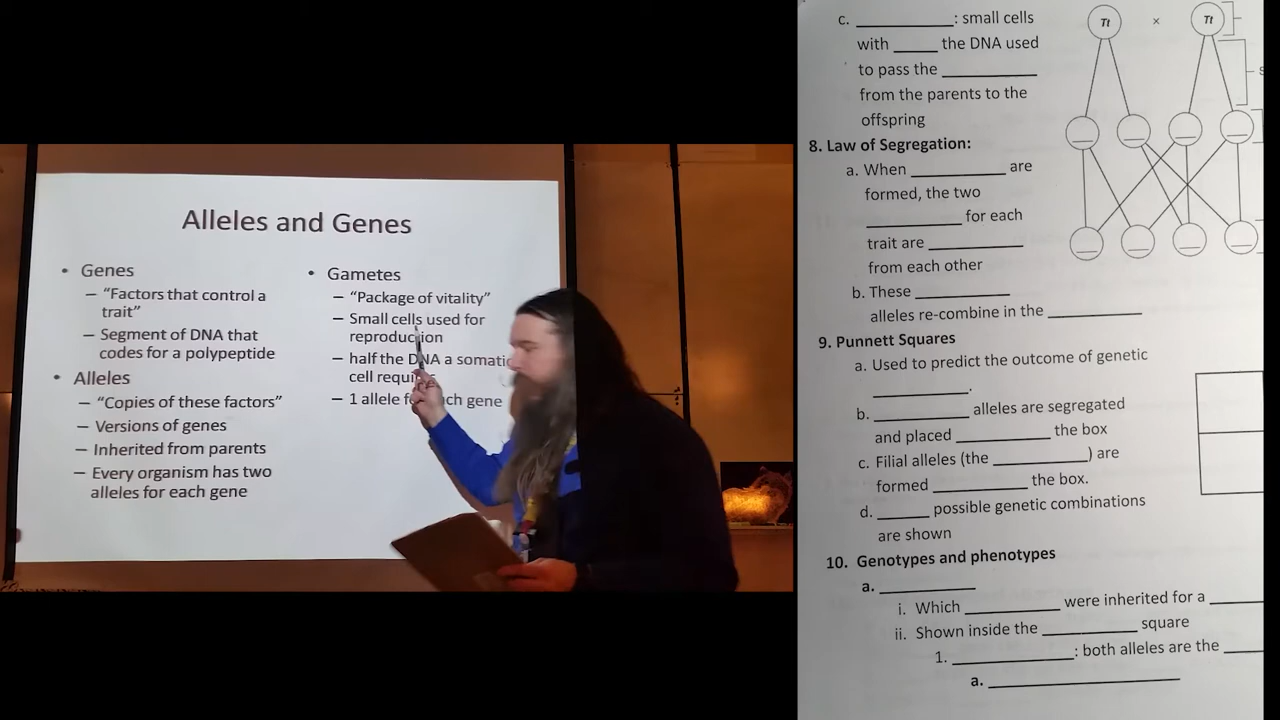 Alleles and Genes
• Genes
– “Factors that control a
trait”
– Segment of DNA that
codes for a polypeptide
• Alleles
– “Copies of these factors”
– Versions of genes
– Inherited from parents
– Every organism has two
alleles for each gene
• Gametes
– “Package of vitality”
– Small cells used for
reproduction
– half the DNA a somatic
cell
– 1 allele each gene
c. ____________: small cells
with _____ the DNA used
to pass the ___________
from the parents to the
offspring
8. Law of Segregation:
a. When ___________ are
formed, the two
___________ for each
trait are ___________
from each other
b. These ___________
alleles re-combine in the ___________
9. Punnett Squares
a. Used to predict the outcome of genetic
___________.
b. ___________ alleles are segregated
and placed ___________ the box
c. Filial alleles (the ___________) are
formed ___________ the box.
d. ______ possible genetic combinations
are shown
10. Genotypes and phenotypes
a. ___________
i. Which ___________ were inherited for a ______
ii. Shown inside the ___________ square
1. ______________: both alleles are the _____
a. ______________________
Tt × Tt